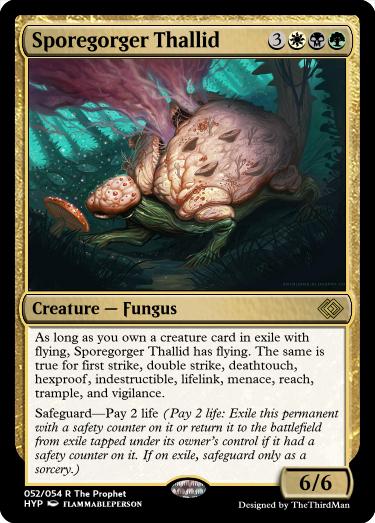 Sporegorger Thallid 3
Creature — Fungus
As long as you own a creature card in exile with
flying, Sporegorger Thallid has flying. The same is
true for first strike, double strike, deathtouch,
hexproof, indestructible, lifelink, menace, reach,
trample, and vigilance.
Safeguard—Pay 2 life (Pay 2 life: Exile this permanent
with a safety counter on it or return it to the battlefield
from exile tapped under its owner's control if it had a
safety counter on it. If on exile, safeguard only as a
sorcery.)
6/6
052/054 R The Prophet
HYP FLAMMABLEPERSON Designed by TheThirdMan